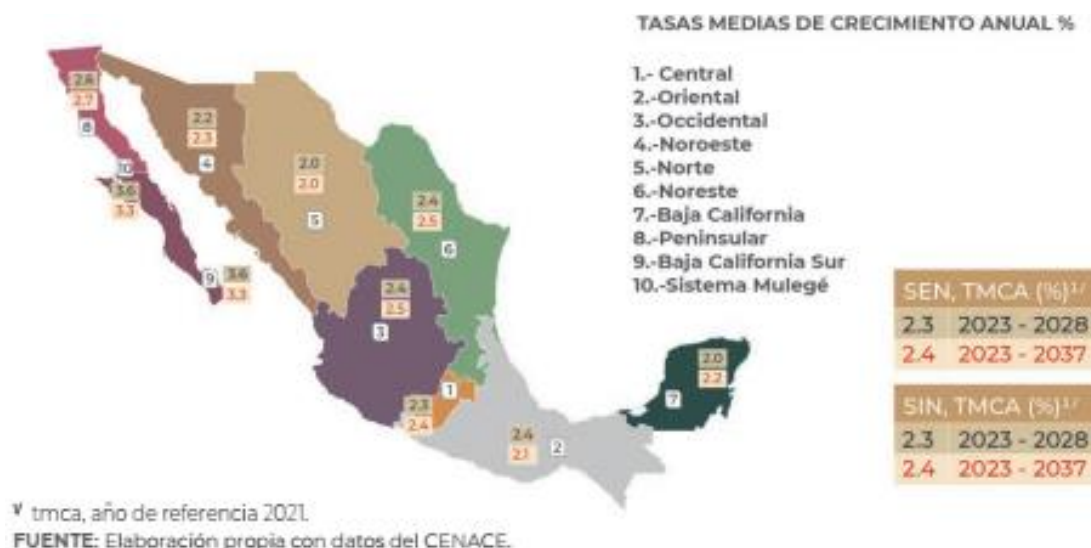 TASAS MEDIAS DE CRECIMIENTO ANUAL %
1.- Central
2.-Oriental
3.-Occidental
4.-Noroeste
5.-Norte
6.-Noreste
7.-Baja California
8.-Peninsular
9.-Baja California Sur
10.-Sistema Mulegé
2.7
8
2.2
2.3
4
2.0
2.0
5
2.4
2.5
6
10
3.6
3.3
9
3.6
3.3
2.4
2.5
3
1
2.3
2.4
2.4
2.1
2
2.0
2.2
7
SEN, TMCA (%)¹/
2.3 2023 - 2028
2.4 2023 - 2037
SIN, TMCA (%)¹/
2.3 2023 - 2028
2.4 2023 - 2037
¹/ tmca, año de referencia 2021.
FUENTE: Elaboración propia con datos del CENACE.